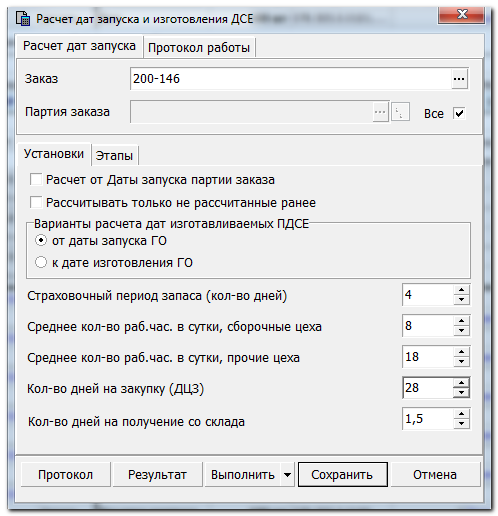 Расчет дат запуска и изготовления ДСЕ
Расчет дат запуска Протокол работы
Заказ 200-146 ...
Партия заказа ... Все
Установки Этапы
Расчет от Даты запуска партии заказа
Рассчитывать только не рассчитанные ранее
Варианты расчета дат изготавливаемых ПДСЕ
от даты запуска ГО
к дате изготовления ГО
Страховочный период запаса (кол-во дней) 4
Среднее кол-во раб.час. в сутки, сборочные цеха 8
Среднее кол-во раб.час. в сутки, прочие цеха 18
Кол-во дней на закупку (ДЦЗ) 28
Кол-во дней на получение со склада 1,5
Протокол Результат Выполнить Сохранить Отмена